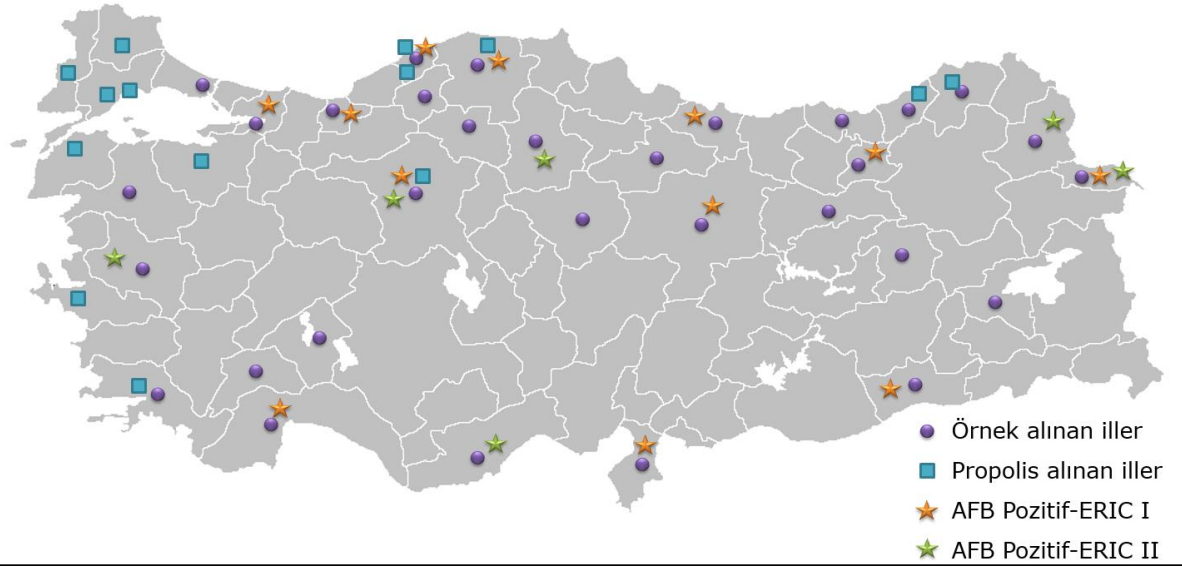 Örnek alınan iller
Propolis alınan iller
AFB Pozitif-ERIC I
AFB Pozitif-ERIC II